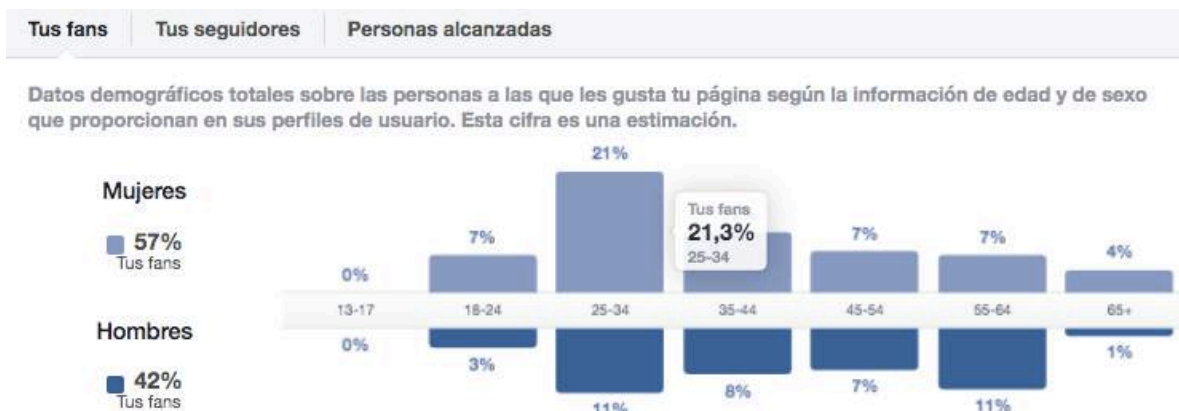 Tus fans Tus seguidores Personas alcanzadas
Datos demográficos totales sobre las personas a las que les gusta tu página según la información de edad y de sexo
que proporcionan en sus perfiles de usuario. Esta cifra es una estimación.
Mujeres
57%
Tus fans
0%
7%
21%
Tus fans
21,3%
25-34
7%
7%
4%
13-17 18-24 25-34 35-44 45-54 55-64 65+
Hombres
42%
Tus fans
0%
3%
11%
8%
7%
11%
1%